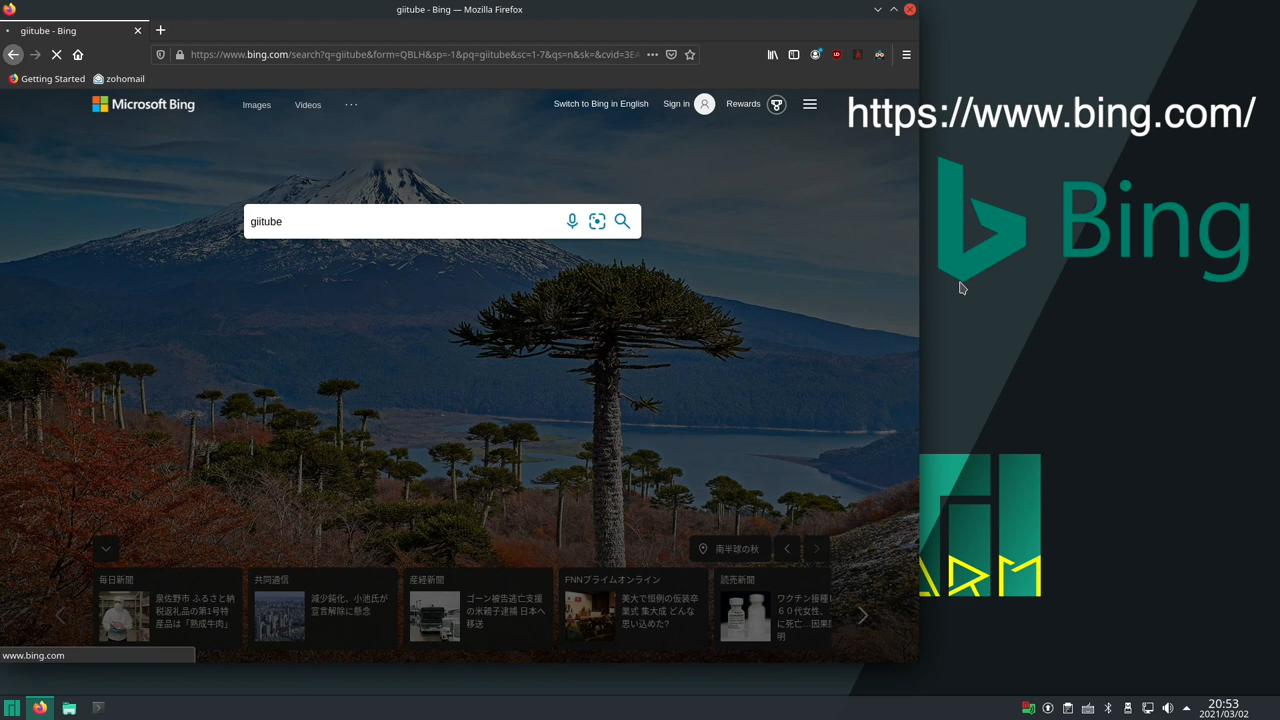 giitube - Bing — Mozilla Firefox
giitube - Bing
https://www.bing.com/search?q=giitube&form=QBLH&sp=-1&pq=giitube&sc=1-7&qs=n&sk=&cvid=3EA
Getting Started
zohomail
Microsoft Bing
Images
Videos
Switch to Bing in English
Sign in
Rewards
https://www.bing.com/
giitube
Bing
南半球の秋
毎日新聞
泉佐野市 ふるさと納
税返礼品の第1号特
産品は「熟成牛肉」
共同通信
減少鈍化、小池氏が
宣言解除に懸念
産経新聞
ゴーン被告逃亡支援
の米親子逮捕 日本へ
移送
FNNプライムオンライン
美大で恒例の仮装卒
業式 集大成 どんな
思い込めた?
読売新聞
ワクチン接種
６０代女性、
に死亡…因果
明
ARM
www.bing.com
20:53
2021/03/02